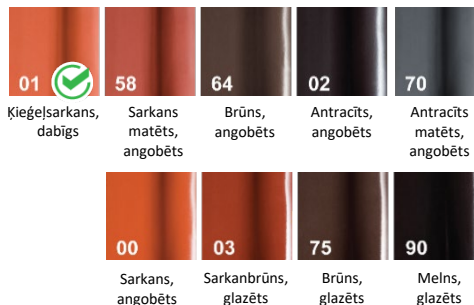 01 58 64 02 70
Ķieģeļsarkans, Sarkans Brūns, Antracīts, Antracīts
dabīgs matēts, angobēts angobēts matēts,
angobēts angobēts
00 03 75 90
Sarkans, Sarkanbrūns, Brūns, Melns,
angobēts glazēts glazēts glazēts